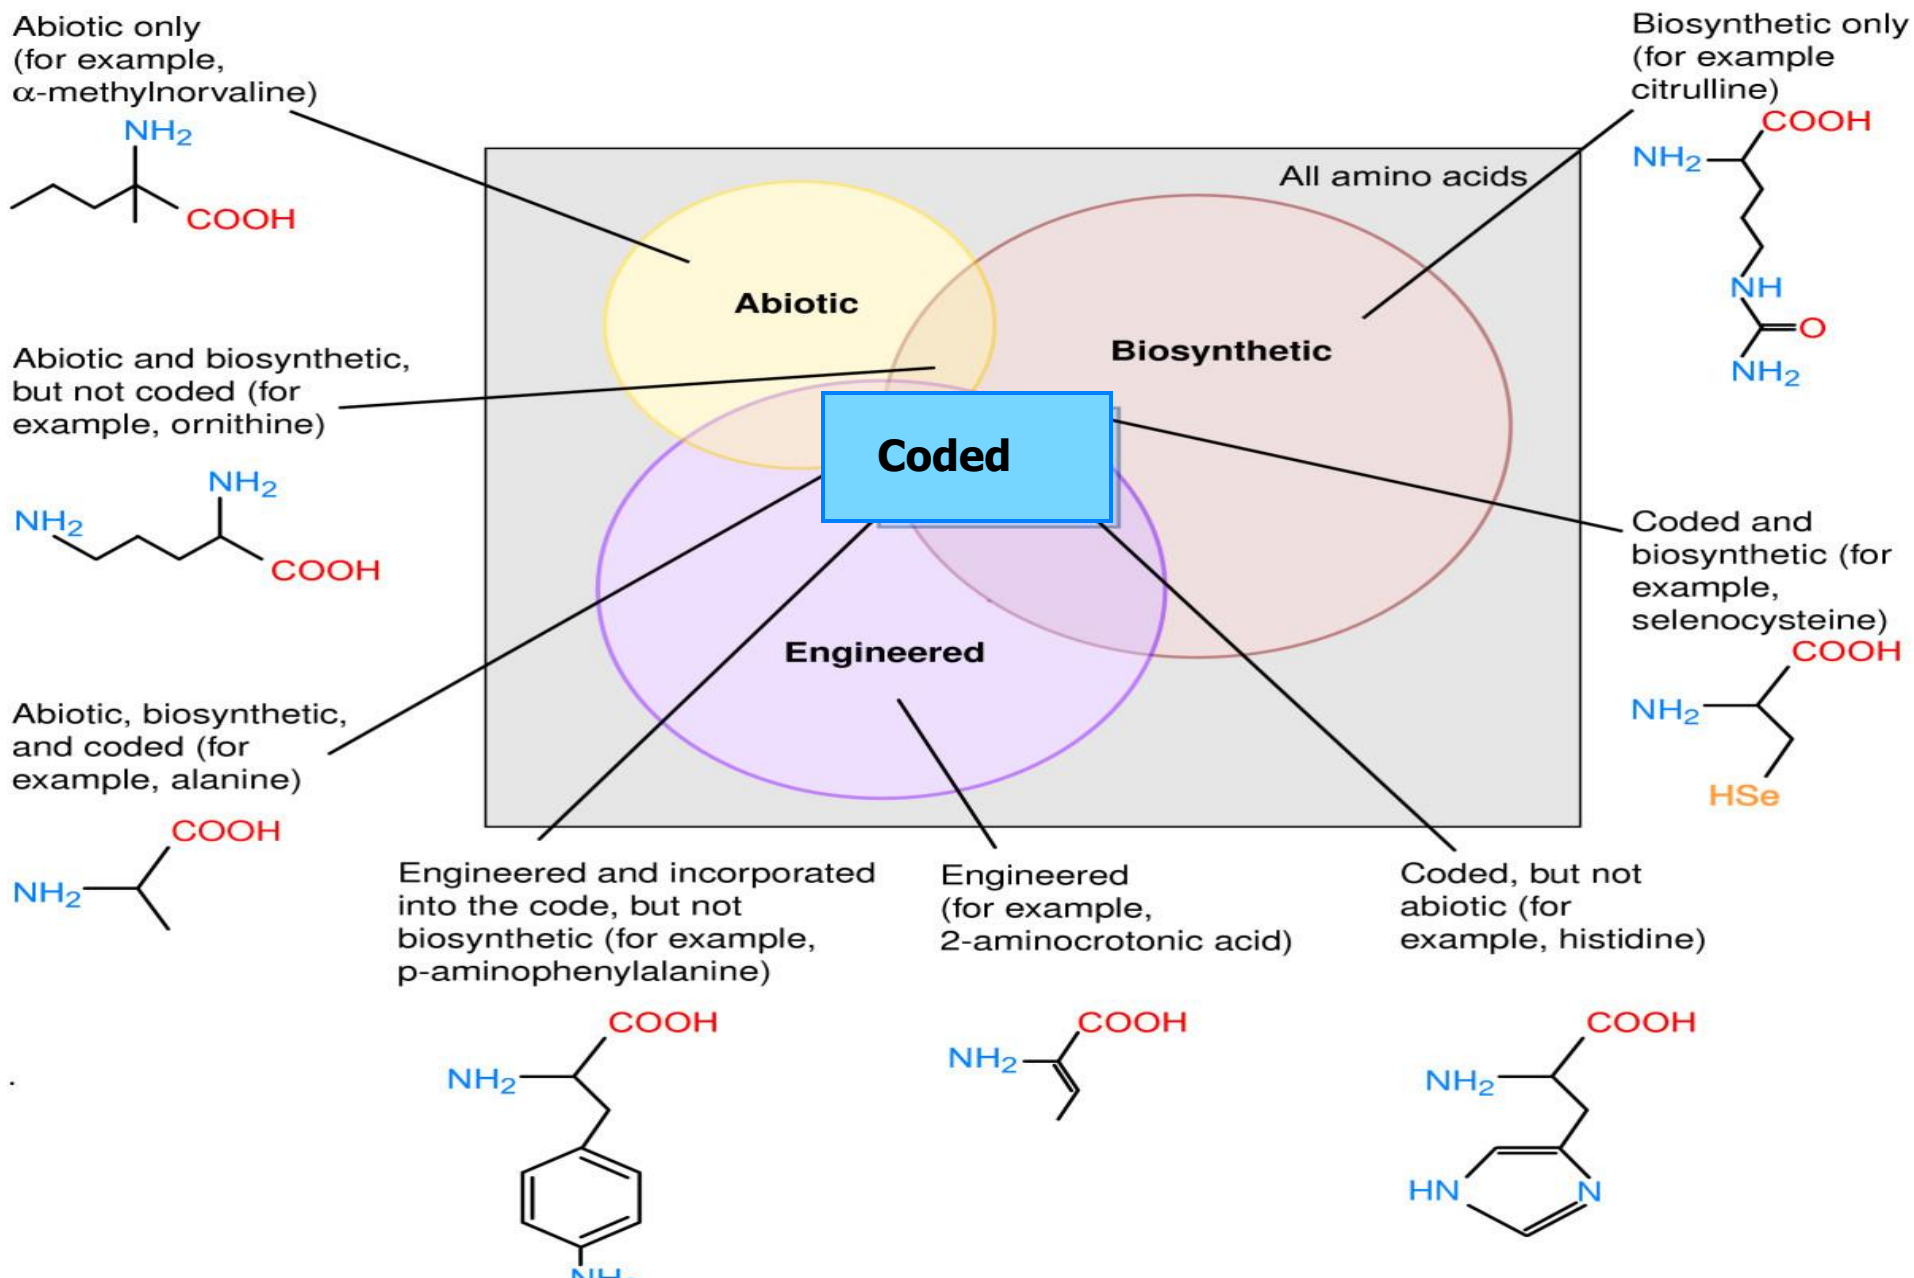 Abiotic only
(for example,
α-methylnorvaline)
NH2
COOH
Abiotic and biosynthetic,
but not coded (for
example, ornithine)
NH2
NH2
COOH
Abiotic, biosynthetic,
and coded (for
example, alanine)
COOH
NH2
All amino acids
Abiotic
Biosynthetic
Coded
Engineered
Biosynthetic only
(for example
citrulline)
COOH
NH2
NH
O
NH2
Coded and
biosynthetic (for
example,
selenocysteine)
COOH
NH2
HSe
Engineered and incorporated
into the code, but not
biosynthetic (for example,
p-aminophenylalanine)
COOH
NH2
Engineered
(for example,
2-aminocrotonic acid)
COOH
NH2
Coded, but not
abiotic (for
example, histidine)
COOH
NH2
HN
N